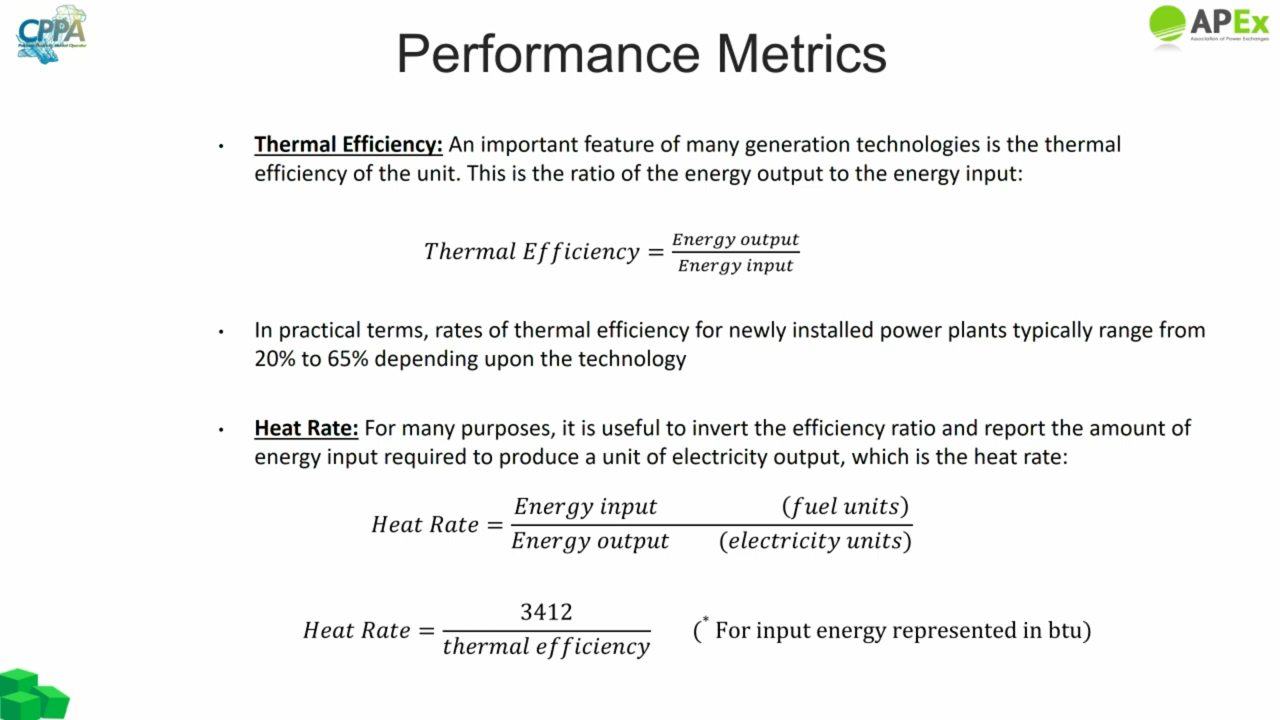 CPPA
APEx
Association of Power Exchanges
Performance Metrics
• Thermal Efficiency: An important feature of many generation technologies is the thermal
efficiency of the unit. This is the ratio of the energy output to the energy input:
Thermal Efficiency = Energy output / Energy input
• In practical terms, rates of thermal efficiency for newly installed power plants typically range from
20% to 65% depending upon the technology
• Heat Rate: For many purposes, it is useful to invert the efficiency ratio and report the amount of
energy input required to produce a unit of electricity output, which is the heat rate:
Heat Rate = Energy input (fuel units) / Energy output (electricity units)
Heat Rate = 3412 / thermal efficiency (* For input energy represented in btu)